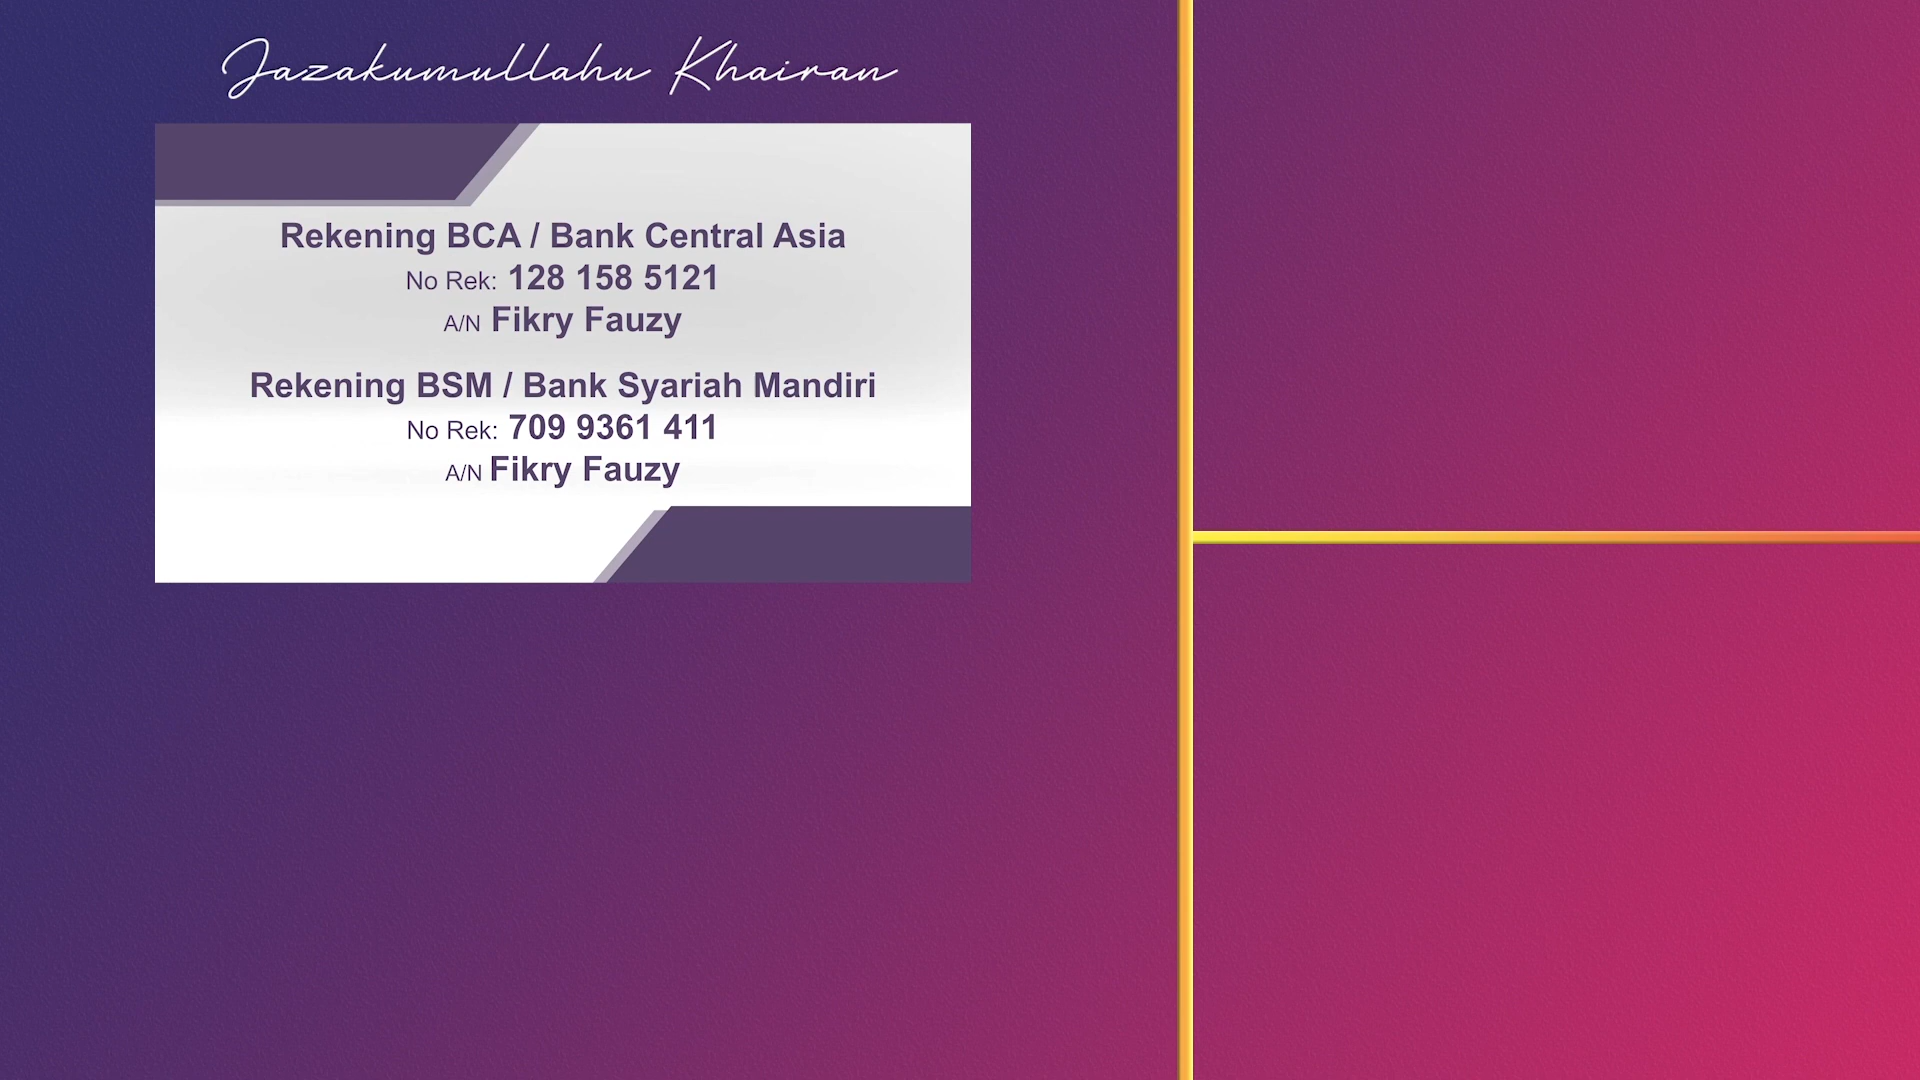 Jazakumullahu Khairan
Rekening BCA / Bank Central Asia
No Rek: 128 158 5121
A/N Fikry Fauzy
Rekening BSM / Bank Syariah Mandiri
No Rek: 709 9361 411
A/N Fikry Fauzy